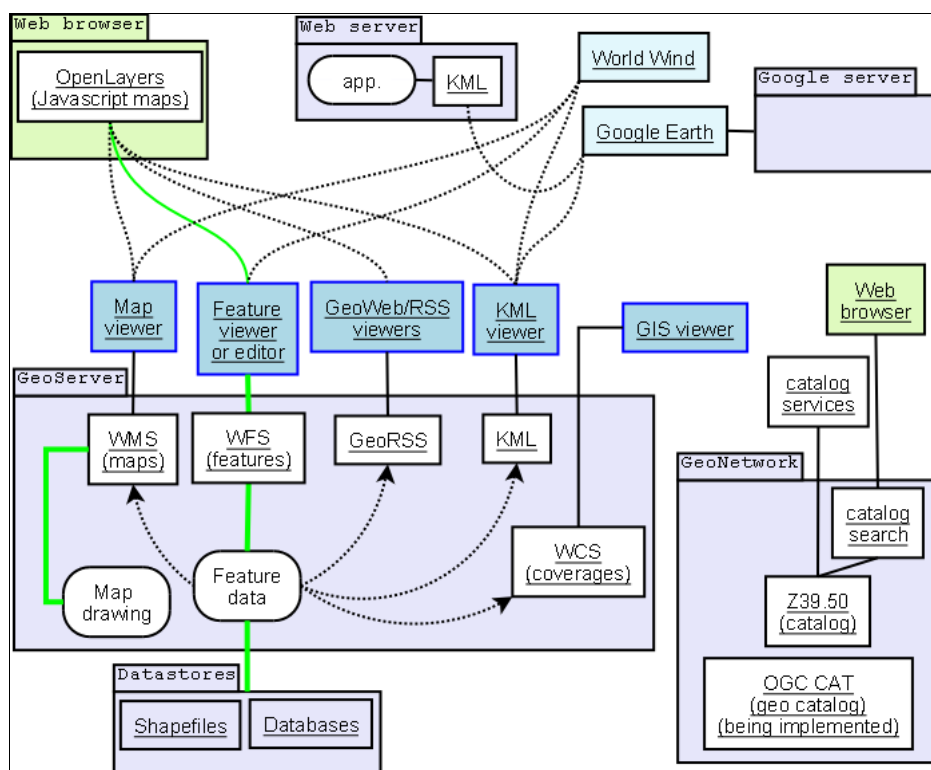 Web browser
OpenLayers
(Javascript maps)
Web server
app.
KML
World Wind
Google Earth
Google server
Map
viewer
Feature
viewer
or editor
GeoWeb/RSS
viewers
KML
viewer
GIS viewer
Web
browser
GeoServer
WMS
(maps)
WFS
(features)
GeoRSS
KML
WCS
(coverages)
Map
drawing
Feature
data
catalog
services
GeoNetwork
catalog
search
Z39.50
(catalog)
OGC CAT
(geo catalog)
(being implemented)
Datastores
Shapefiles
Databases